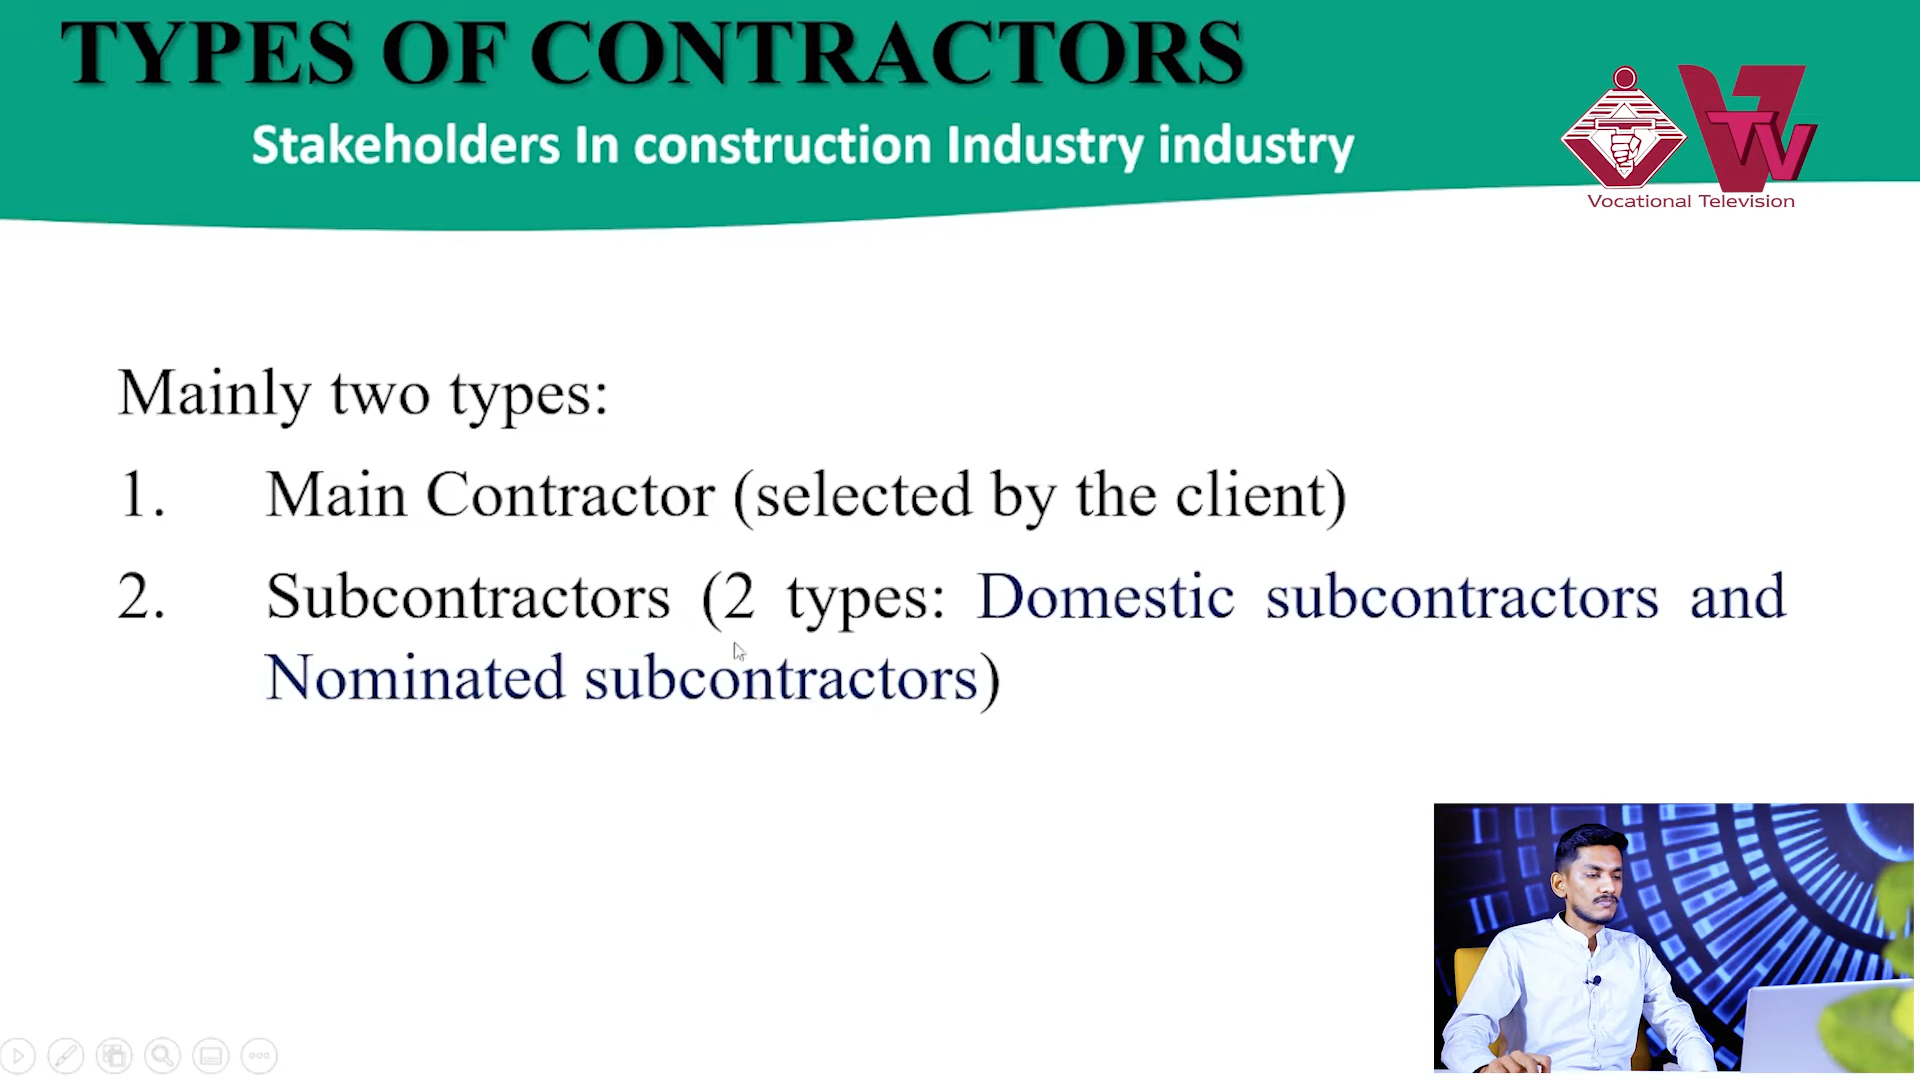 TYPES OF CONTRACTORS
Stakeholders In construction Industry industry
VTV
Vocational Television
Mainly two types:
1. Main Contractor (selected by the client)
2. Subcontractors (2 types: Domestic subcontractors and
Nominated subcontractors)